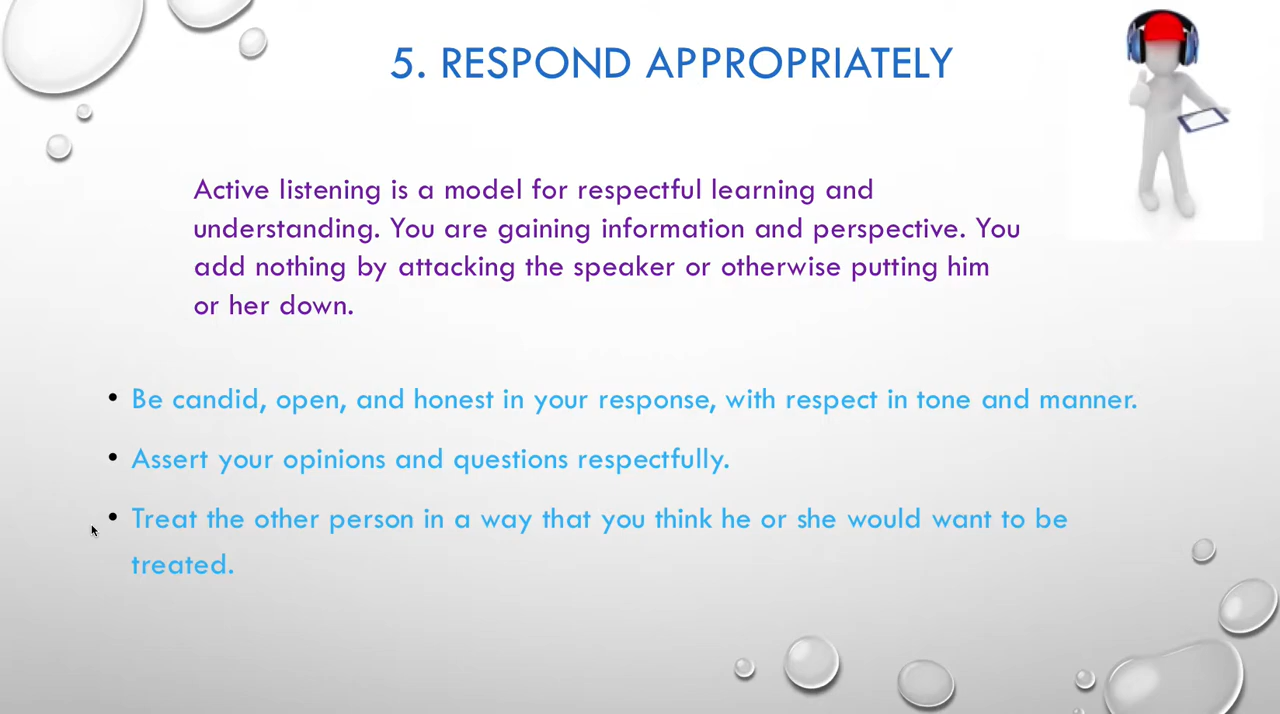 5. RESPOND APPROPRIATELY
Active listening is a model for respectful learning and
understanding. You are gaining information and perspective. You
add nothing by attacking the speaker or otherwise putting him
or her down.
• Be candid, open, and honest in your response, with respect in tone and manner.
• Assert your opinions and questions respectfully.
• Treat the other person in a way that you think he or she would want to be
treated.